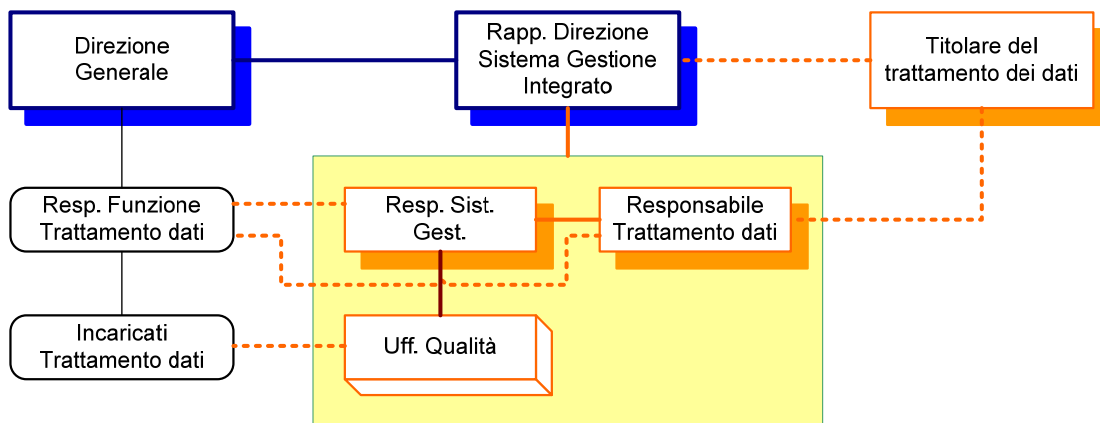 Direzione
Generale
Rapp. Direzione
Sistema Gestione
Integrato
Titolare del
trattamento dei dati
Resp. Funzione
Trattamento dati
Resp. Sist.
Gest.
Responsabile
Trattamento dati
Incaricati
Trattamento dati
Uff. Qualità